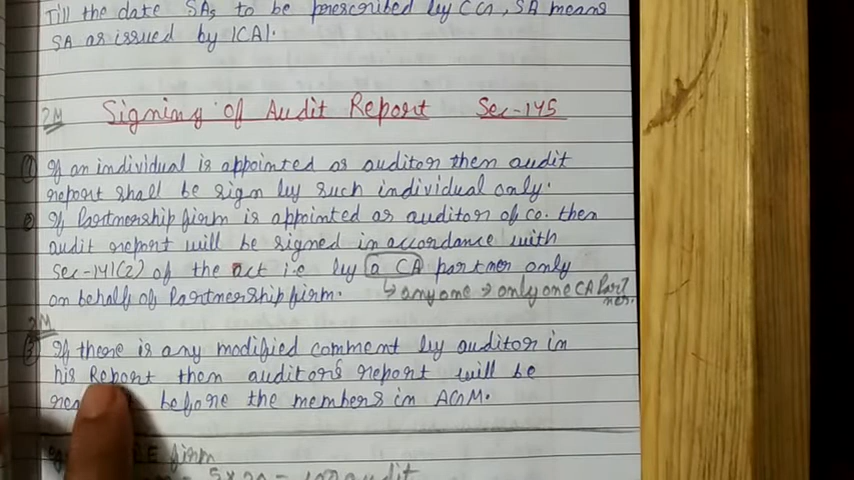 Till the date SAs to be prescribed by CG, SA means
SA as issued by ICAI.
2M Signing of Audit Report Sec-145
① If an individual is appointed as auditor then audit
report shall be sign by such individual only.
② If Partnership firm is appointed as auditor of co. then
audit report will be signed in accordance with
Sec-141(2) of the act i.e by a CA partner only
on behalf of Partnership firm. ↳ anyone → only one CA Partner.
2M
③ If there is any modified comment by auditor in
his Report then auditors report will be
before the members in AGM.
firm
5x20 = 100 audit